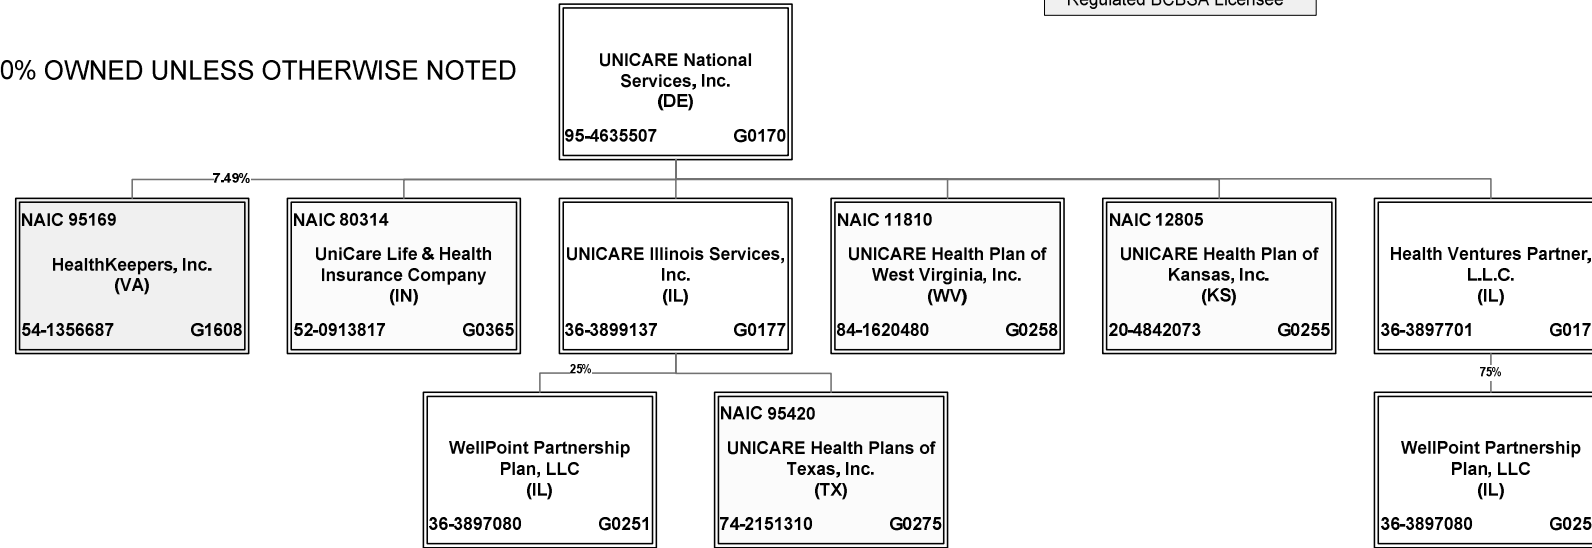 Regulated BCBSA Licensee
0% OWNED UNLESS OTHERWISE NOTED
UNICARE National
Services, Inc.
(DE)
95-4635507 G0170
7.49%
NAIC 95169
HealthKeepers, Inc.
(VA)
54-1356687 G1608
NAIC 80314
UniCare Life & Health
Insurance Company
(IN)
52-0913817 G0365
UNICARE Illinois Services,
Inc.
(IL)
36-3899137 G0177
NAIC 11810
UNICARE Health Plan of
West Virginia, Inc.
(WV)
84-1620480 G0258
NAIC 12805
UNICARE Health Plan of
Kansas, Inc.
(KS)
20-4842073 G0255
Health Ventures Partner,
L.L.C.
(IL)
36-3897701 G017
25%
75%
WellPoint Partnership
Plan, LLC
(IL)
36-3897080 G0251
NAIC 95420
UNICARE Health Plans of
Texas, Inc.
(TX)
74-2151310 G0275
WellPoint Partnership
Plan, LLC
(IL)
36-3897080 G025